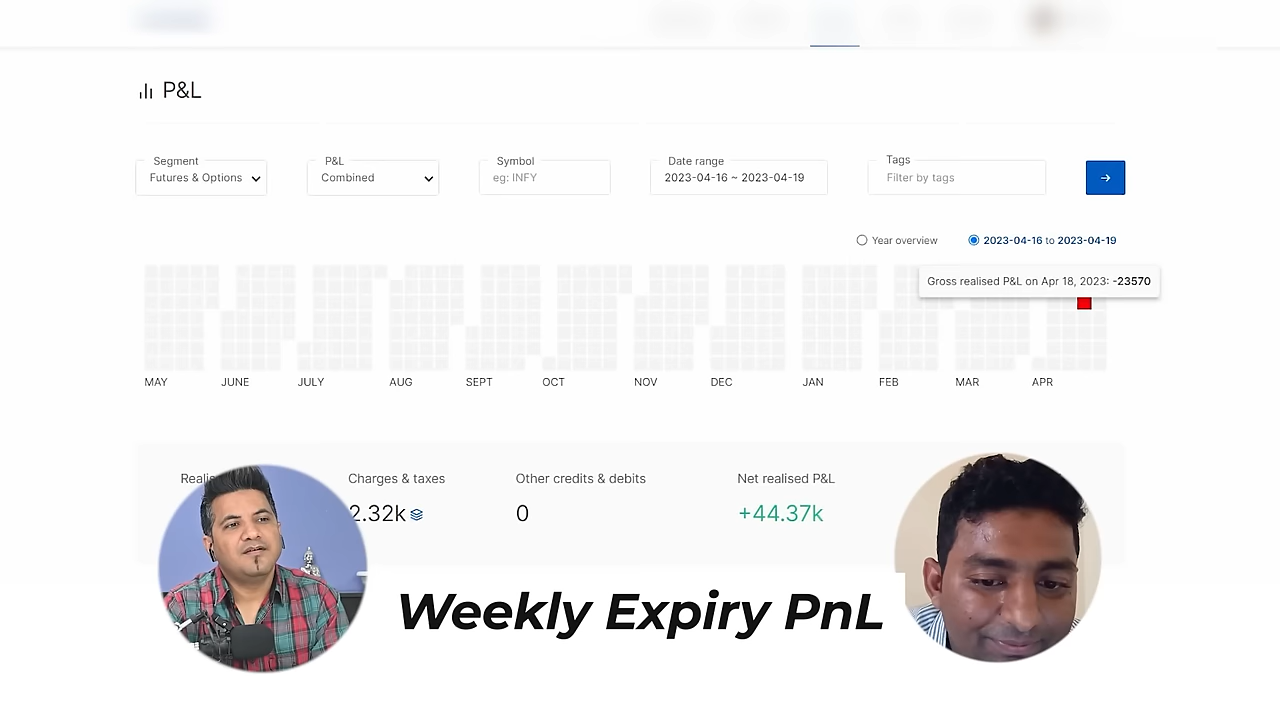 P&L
Segment
Futures & Options
P&L
Combined
Symbol
eg: INFY
Date range
2023-04-16 ~ 2023-04-19
Tags
Filter by tags
Year overview
2023-04-16 to 2023-04-19
Gross realised P&L on Apr 18, 2023: -23570
MAY JUNE JULY AUG SEPT OCT NOV DEC JAN FEB MAR APR
Charges & taxes
2.32k
Other credits & debits
0
Net realised P&L
+44.37k
Weekly Expiry PnL